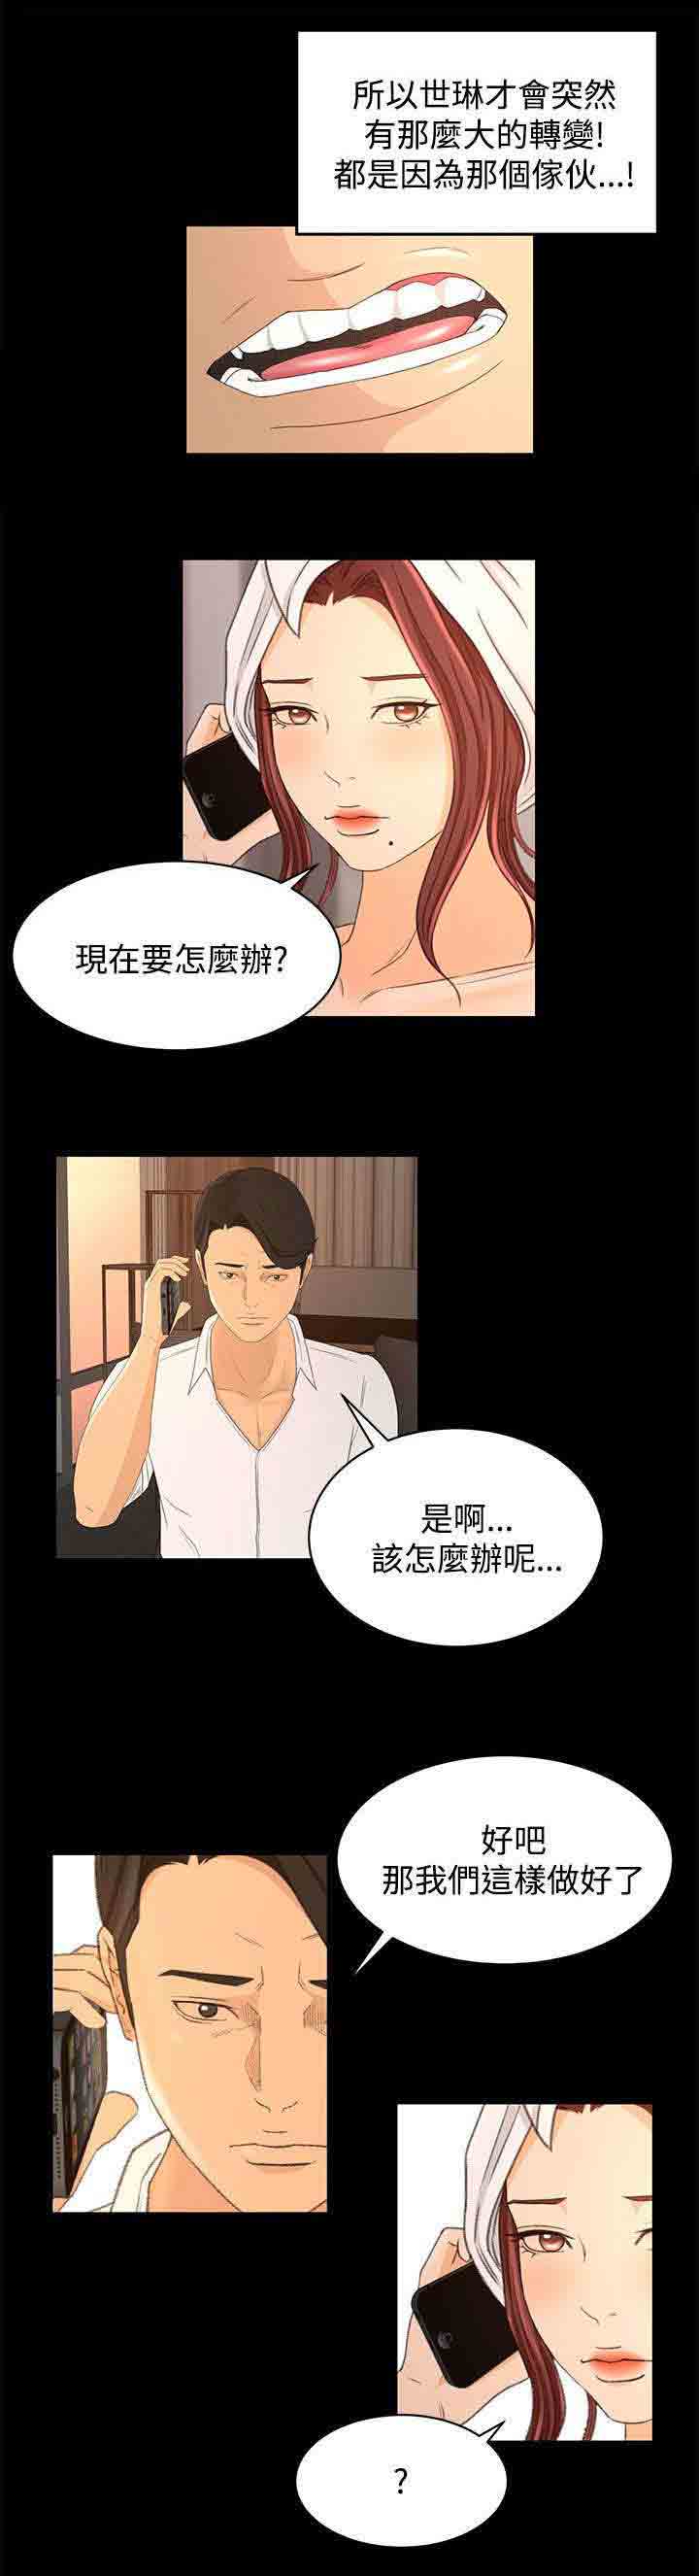 所以世琳才會突然
有那麼大的轉變!
都是因為那個傢伙...!
現在要怎麼辦?
是啊...
該怎麼辦呢...
好吧
那我們這樣做好了
?